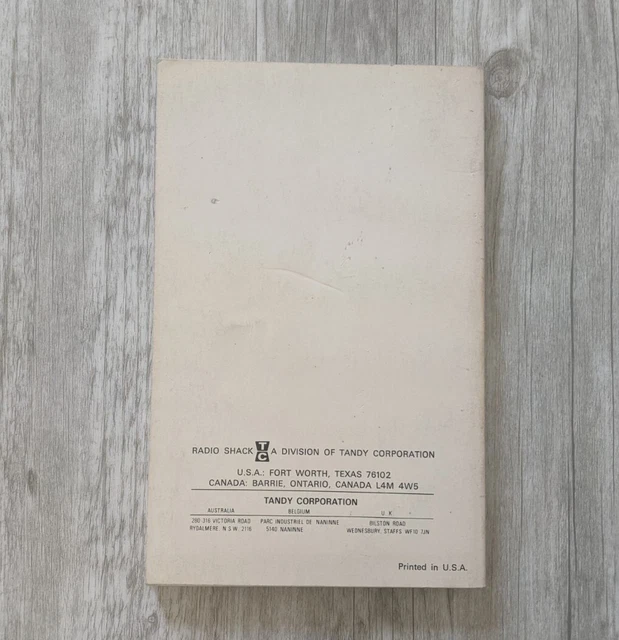 RADIO SHACK TC A DIVISION OF TANDY CORPORATION
U.S.A.: FORT WORTH, TEXAS 76102
CANADA: BARRIE, ONTARIO, CANADA L4M 4W5
TANDY CORPORATION
AUSTRALIA BELGIUM U K
280-316 VICTORIA ROAD PARC INDUSTRIEL DE NANINNE BILSTON ROAD
RYDALMERE N.S.W. 2116 5140 NANINNE WEDNESBURY, STAFFS WS10 7JN
Printed in U.S.A.